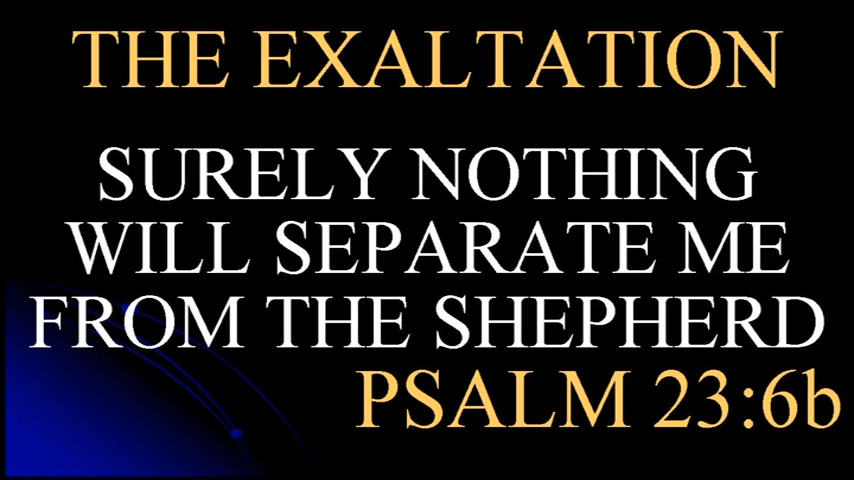 THE EXALTATION
SURELY NOTHING
WILL SEPARATE ME
FROM THE SHEPHERD
PSALM 23:6b